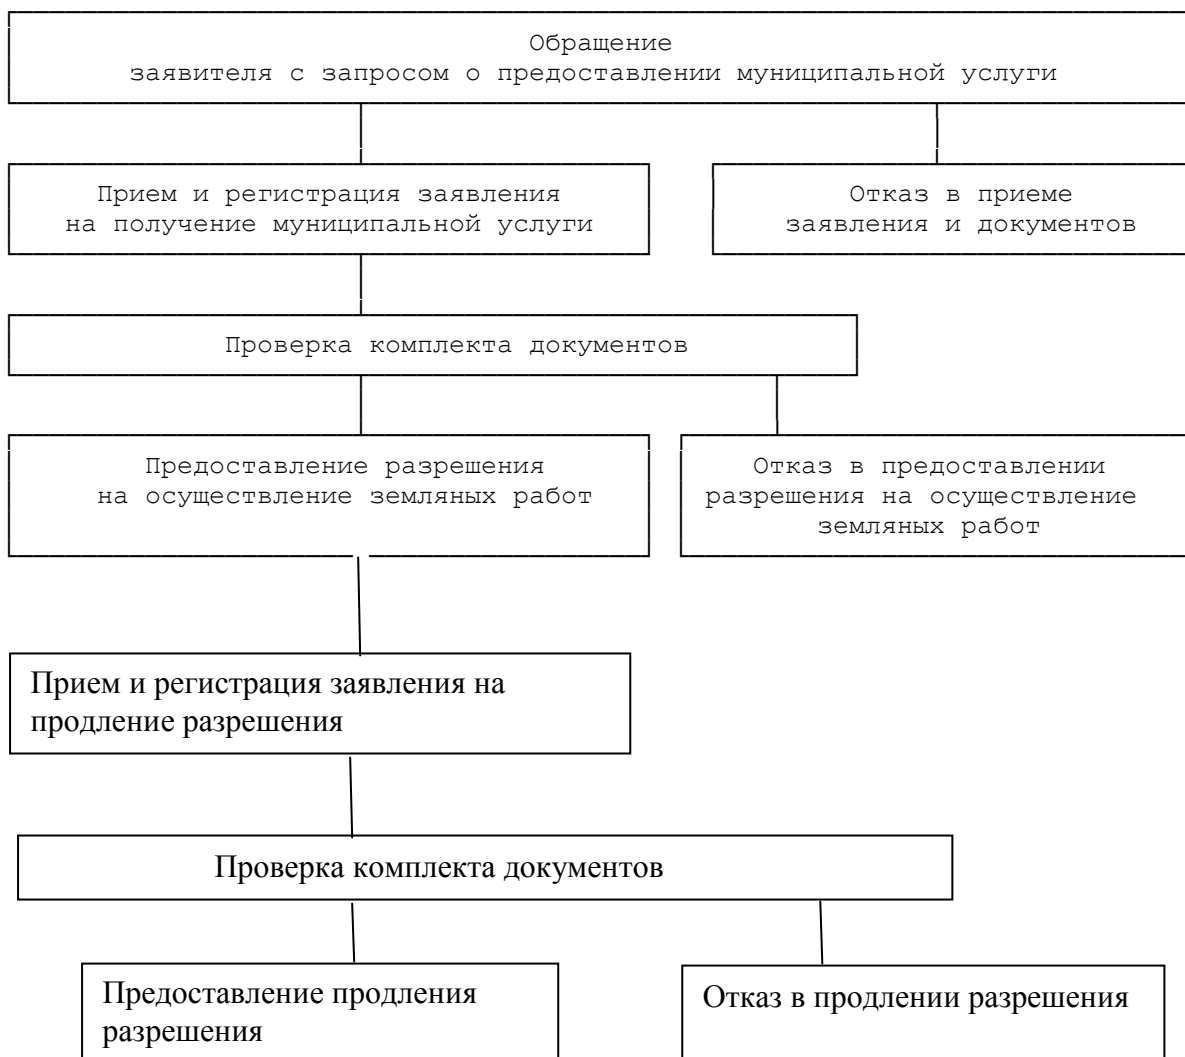 Обращение
заявителя с запросом о предоставлении муниципальной услуги
Прием и регистрация заявления
на получение муниципальной услуги
Отказ в приеме
заявления и документов
Проверка комплекта документов
Предоставление разрешения
на осуществление земляных работ
Отказ в предоставлении
разрешения на осуществление
земляных работ
Прием и регистрация заявления на
продление разрешения
Проверка комплекта документов
Предоставление продления
разрешения
Отказ в продлении разрешения